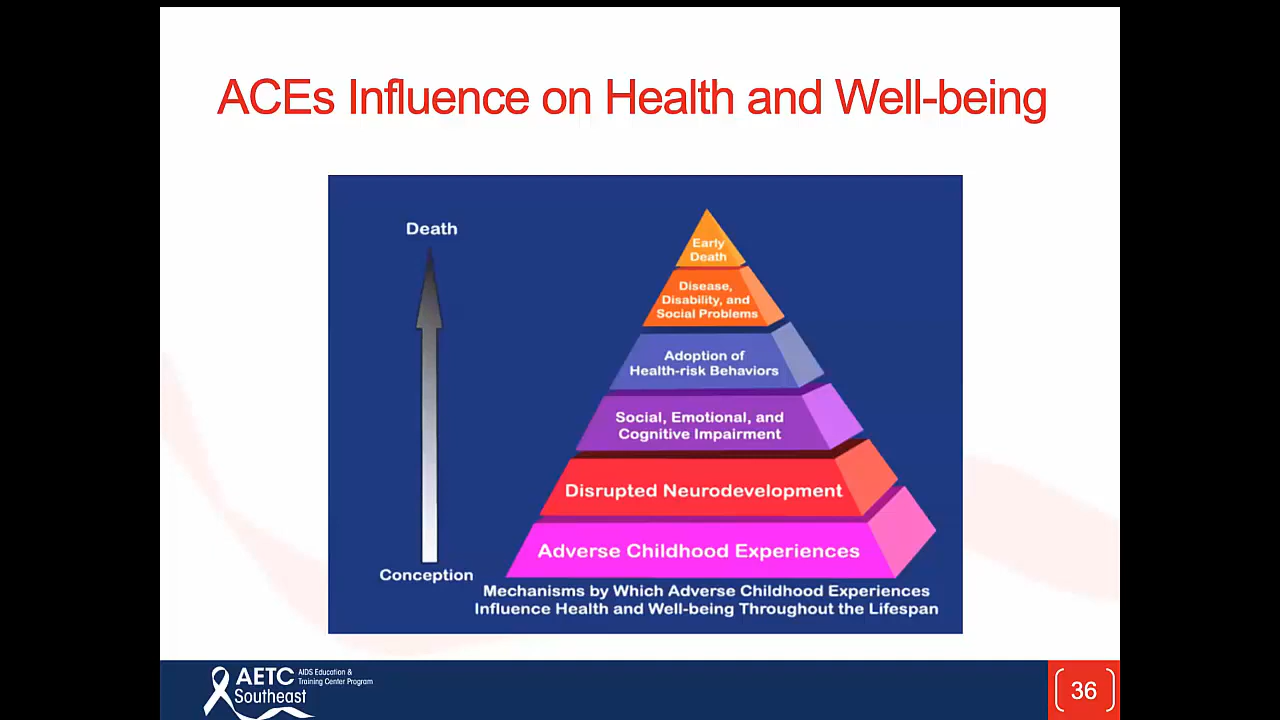 ACEs Influence on Health and Well-being
Death
Early
Death
Disease,
Disability, and
Social Problems
Adoption of
Health-risk Behaviors
Social, Emotional, and
Cognitive Impairment
Disrupted Neurodevelopment
Adverse Childhood Experiences
Conception
Mechanisms by Which Adverse Childhood Experiences
Influence Health and Well-being Throughout the Lifespan
AETC
Southeast
AIDS Education &
Training Center Program
36